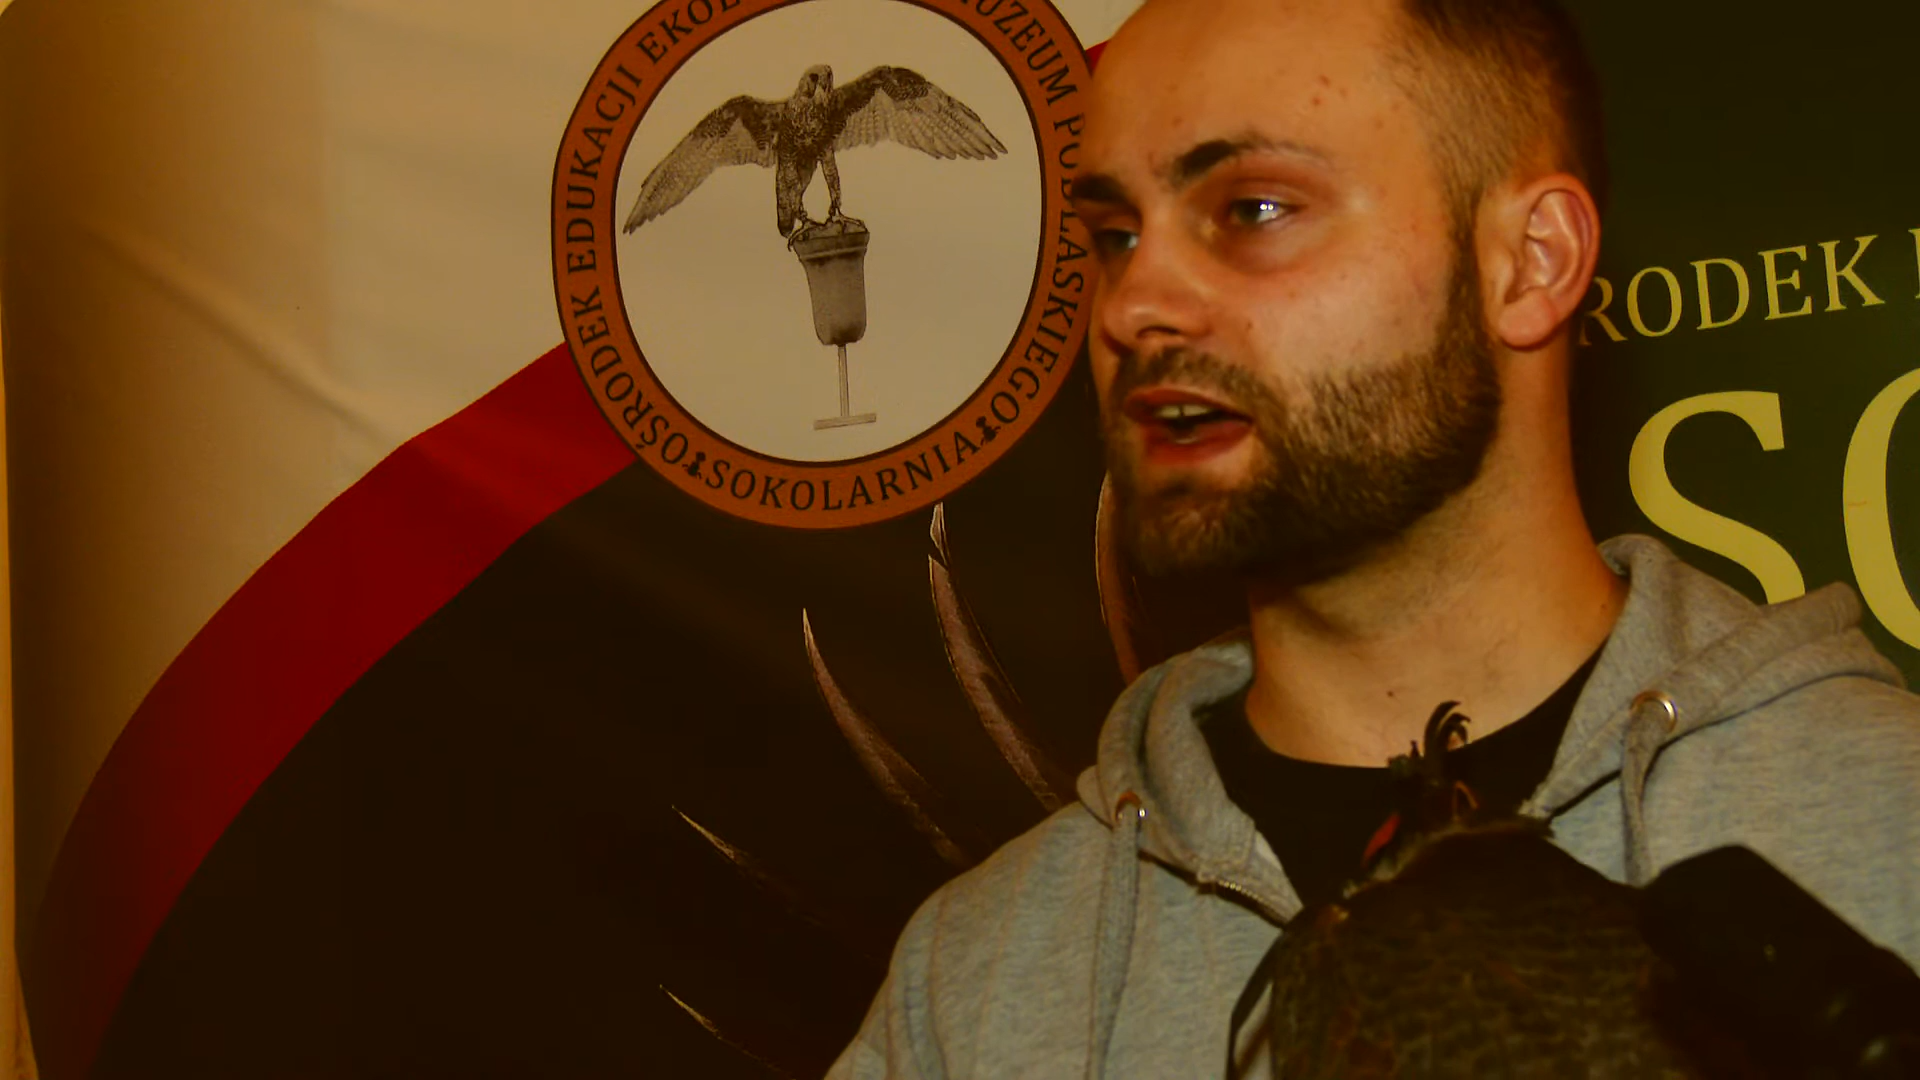 OŚRODEK EDUKACJI EKOL
UZEUM PODLASKIEGO
SOKOLARNIA
RODEK
SO